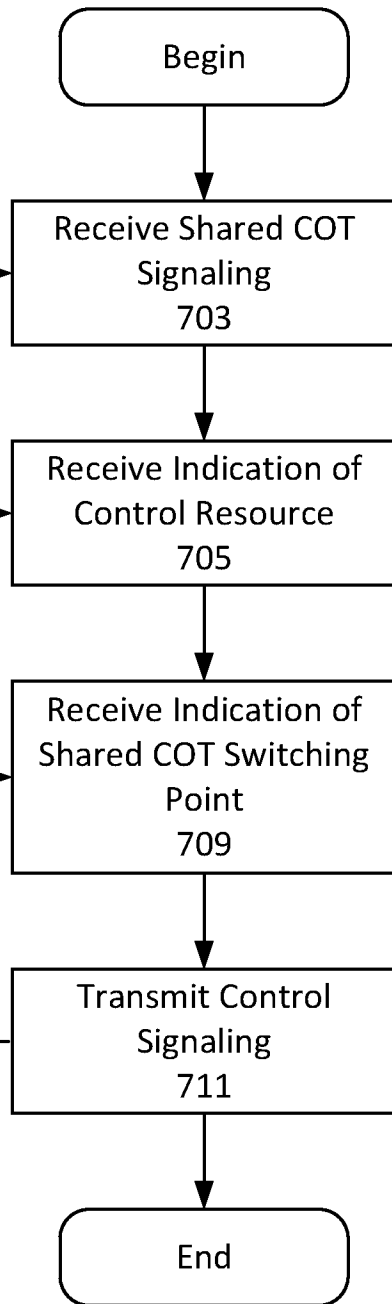 Begin
Receive Shared COT
Signaling
703
Receive Indication of
Control Resource
705
Receive Indication of
Shared COT Switching
Point
709
Transmit Control
Signaling
711
End